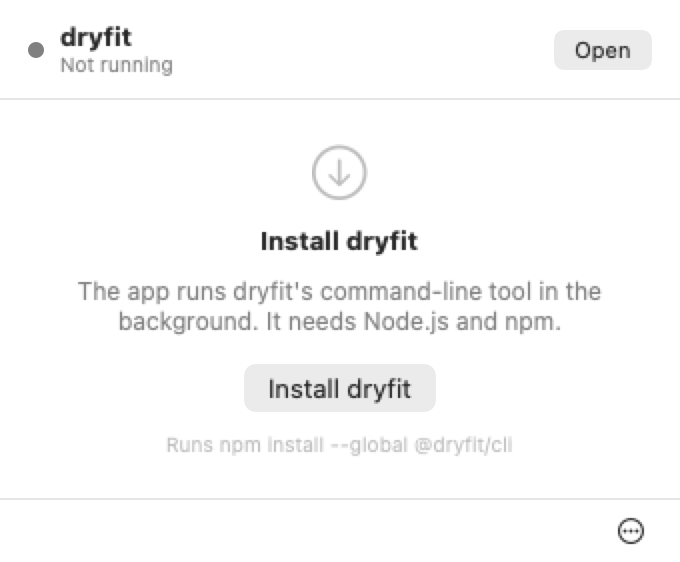 dryfit
Not running
Open
Install dryfit
The app runs dryfit's command-line tool in the
background. It needs Node.js and npm.
Install dryfit
Runs npm install --global @dryfit/cli